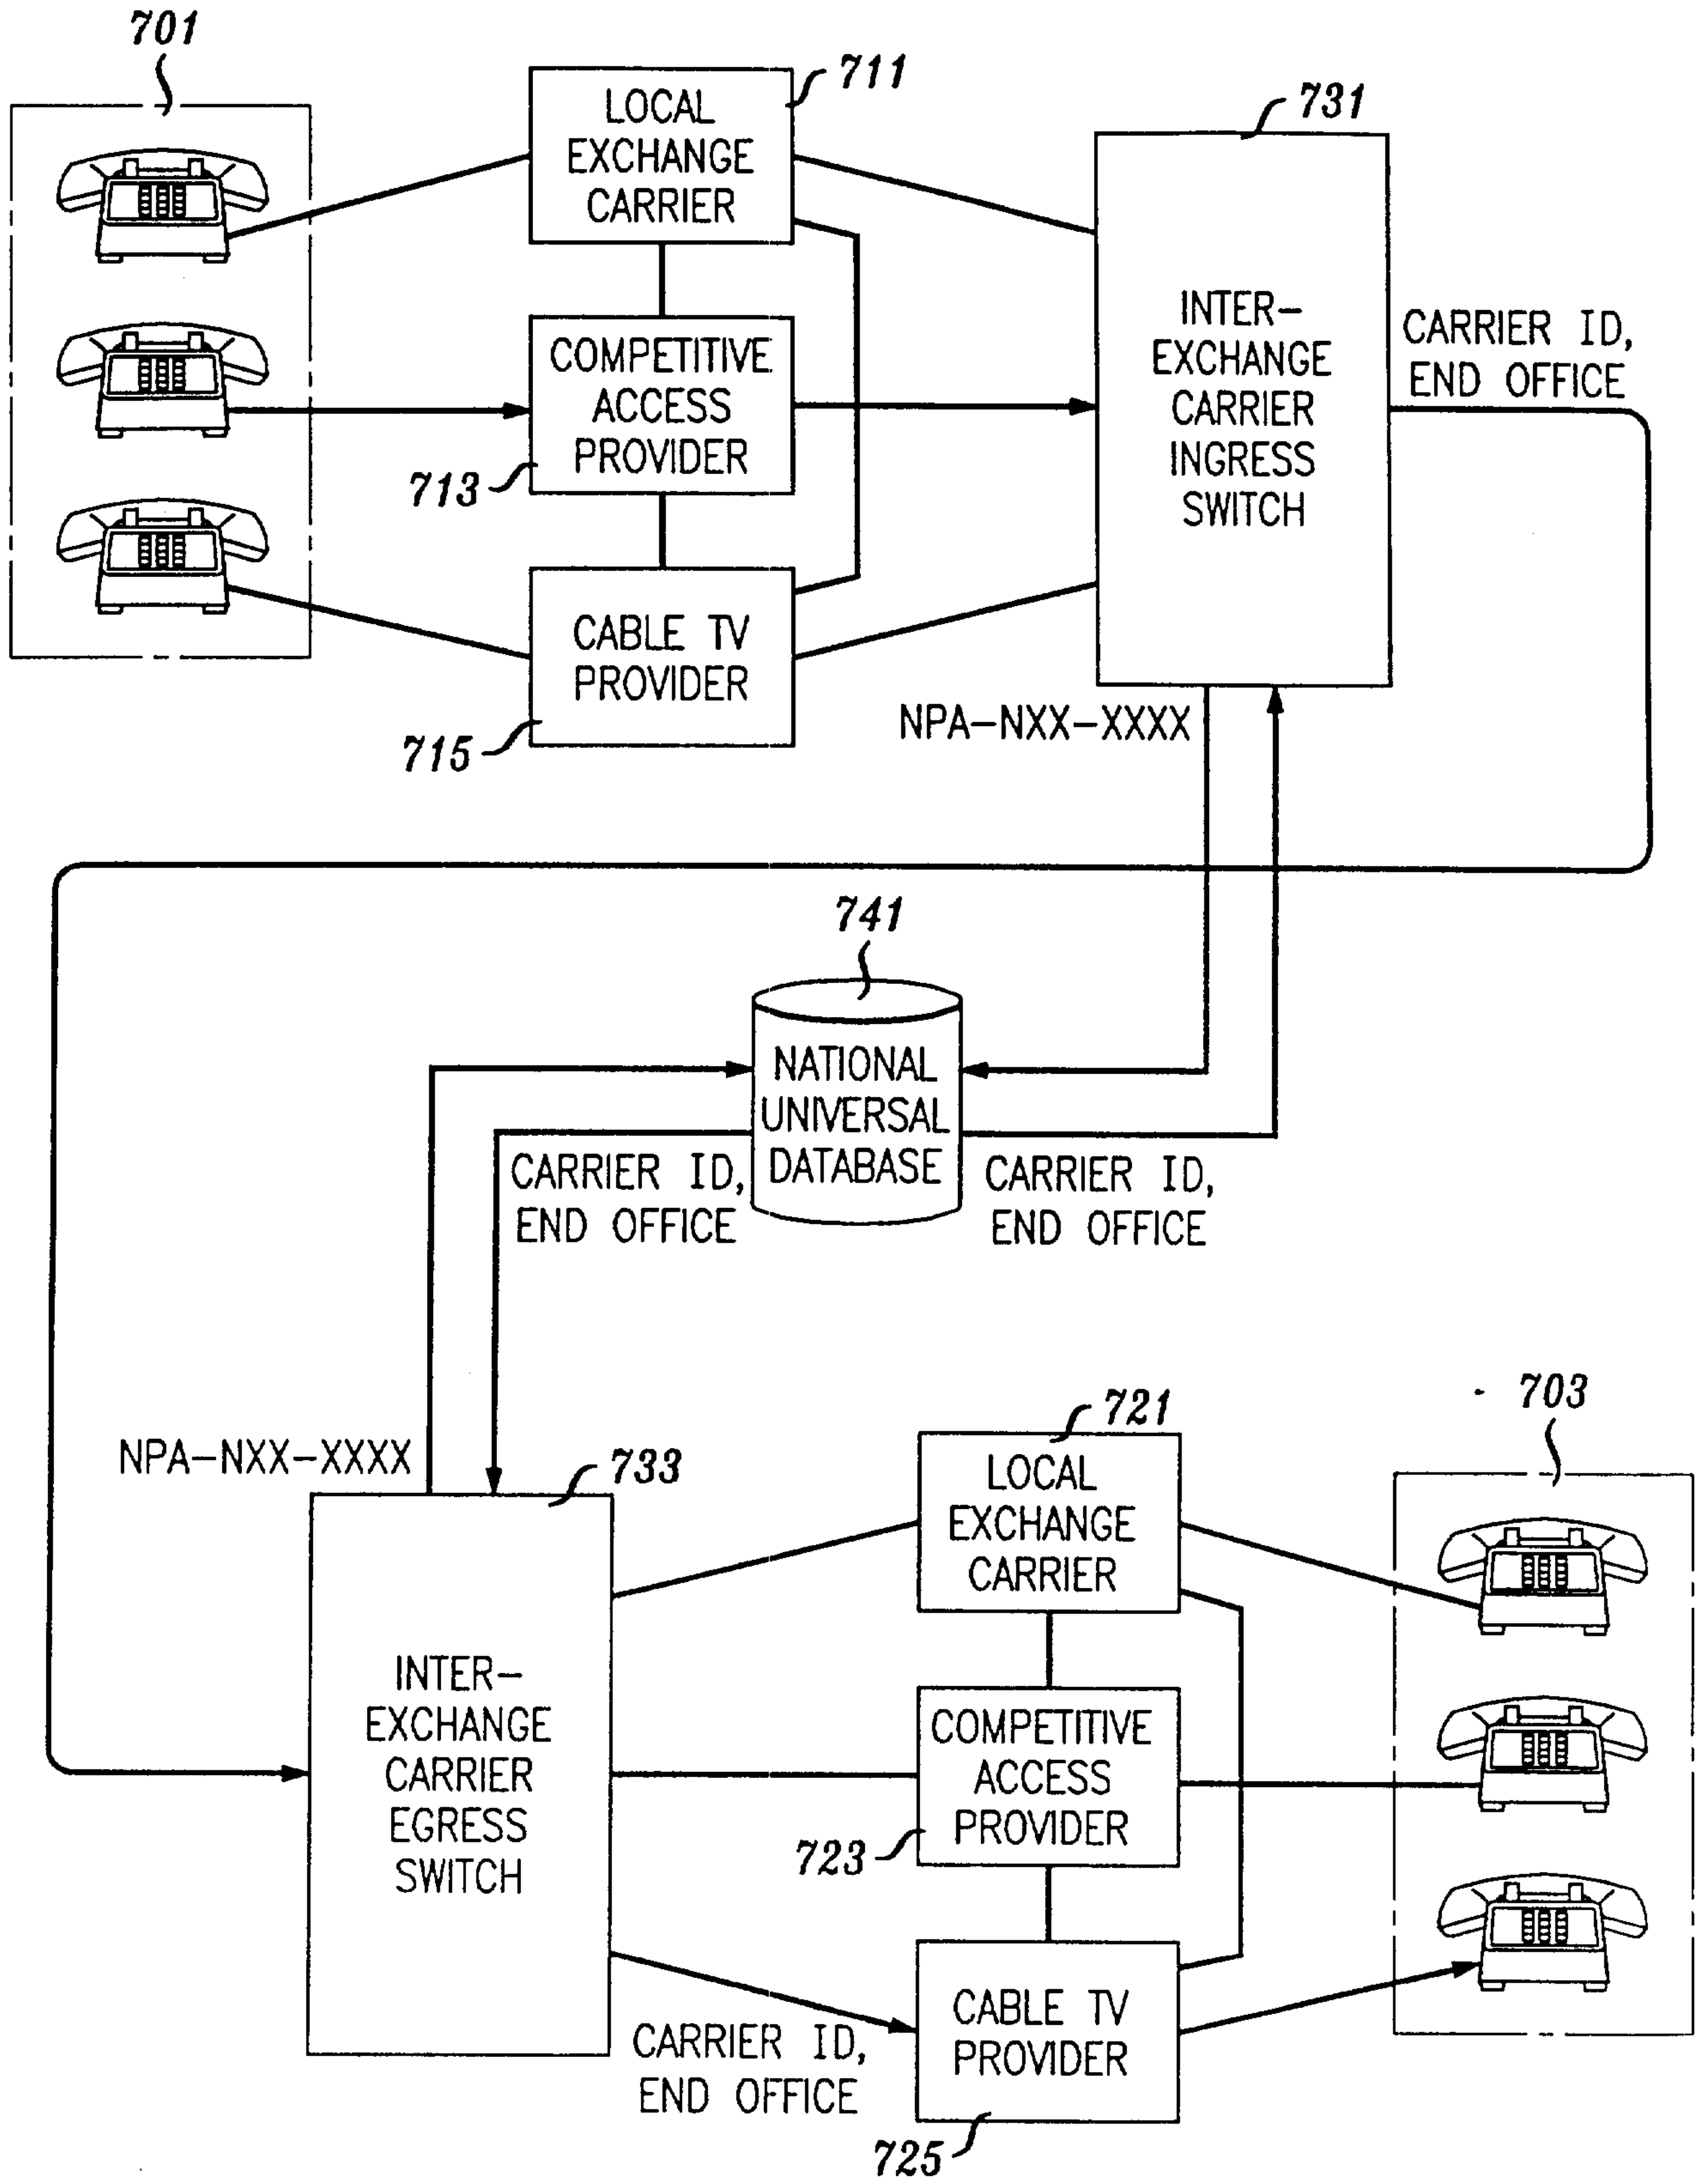 701
711
LOCAL
EXCHANGE
CARRIER
731
INTER-
EXCHANGE
CARRIER
INGRESS
SWITCH
CARRIER ID,
END OFFICE
COMPETITIVE
ACCESS
PROVIDER
713
CABLE TV
PROVIDER
715
NPA-NXX-XXXX
741
NATIONAL
UNIVERSAL
DATABASE
CARRIER ID,
END OFFICE
CARRIER ID,
END OFFICE
NPA-NXX-XXXX
733
INTER-
EXCHANGE
CARRIER
EGRESS
SWITCH
721
LOCAL
EXCHANGE
CARRIER
703
COMPETITIVE
ACCESS
PROVIDER
723
CABLE TV
PROVIDER
725
CARRIER ID,
END OFFICE